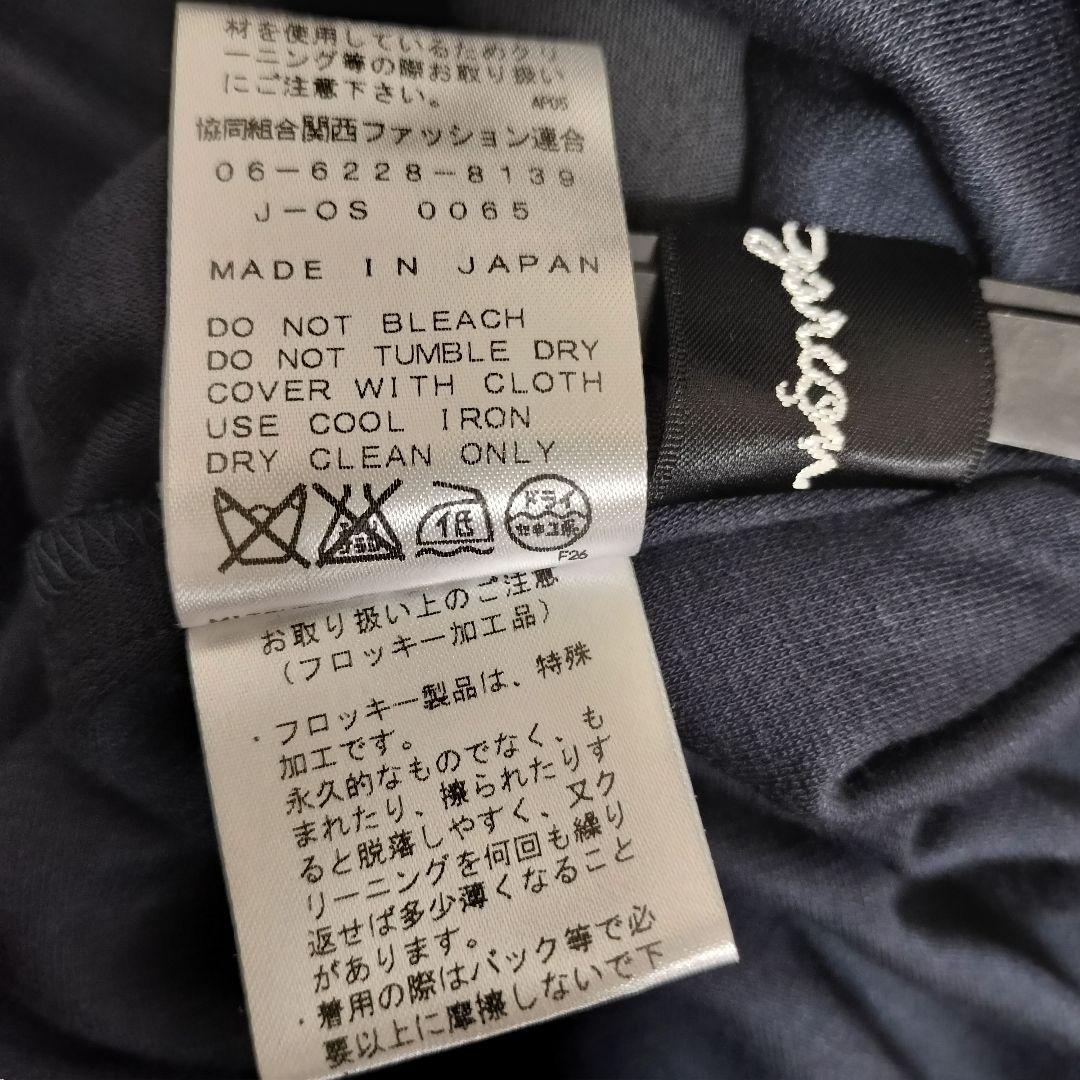 材を使用しているためクリ
ーニング等の際お取り扱い
にご注意下さい。 AP05
協同組合関西ファッション連合
06-6228-8139
J-OS 0065
MADE IN JAPAN
DO NOT BLEACH
DO NOT TUMBLE DRY
COVER WITH CLOTH
USE COOL IRON
DRY CLEAN ONLY
低
ドライ
セキユ系
F26
お取り扱い上のご注意
(フロッキー加工品)
・フロッキー製品は、特殊
加工です。
永久的なものでなく、も
まれたり、擦られたりす
ると脱落しやすく、又ク
リーニングを何回も繰り
返せば多少薄くなること
があります。
・着用の際はバック等で必
要以上に摩擦しないで下
garçon